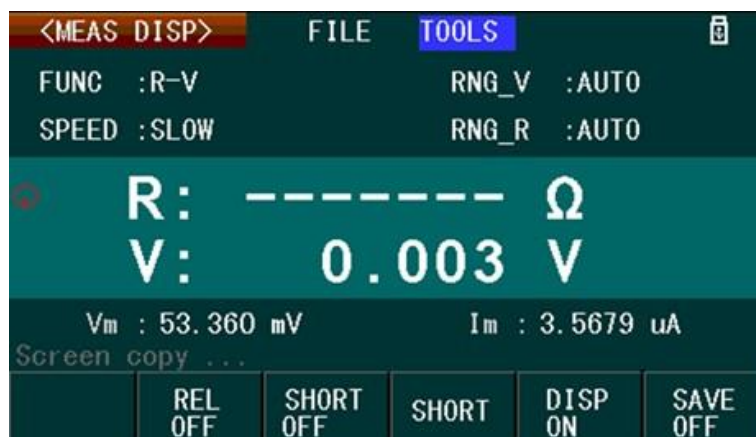 <MEAS DISP> FILE TOOLS
FUNC :R-V RNG_V :AUTO
SPEED :SLOW RNG_R :AUTO
R: ------- Ω
V: 0.003 V
Vm : 53.360 mV Im : 3.5679 uA
Screen copy ...
REL OFF SHORT OFF SHORT DISP ON SAVE OFF